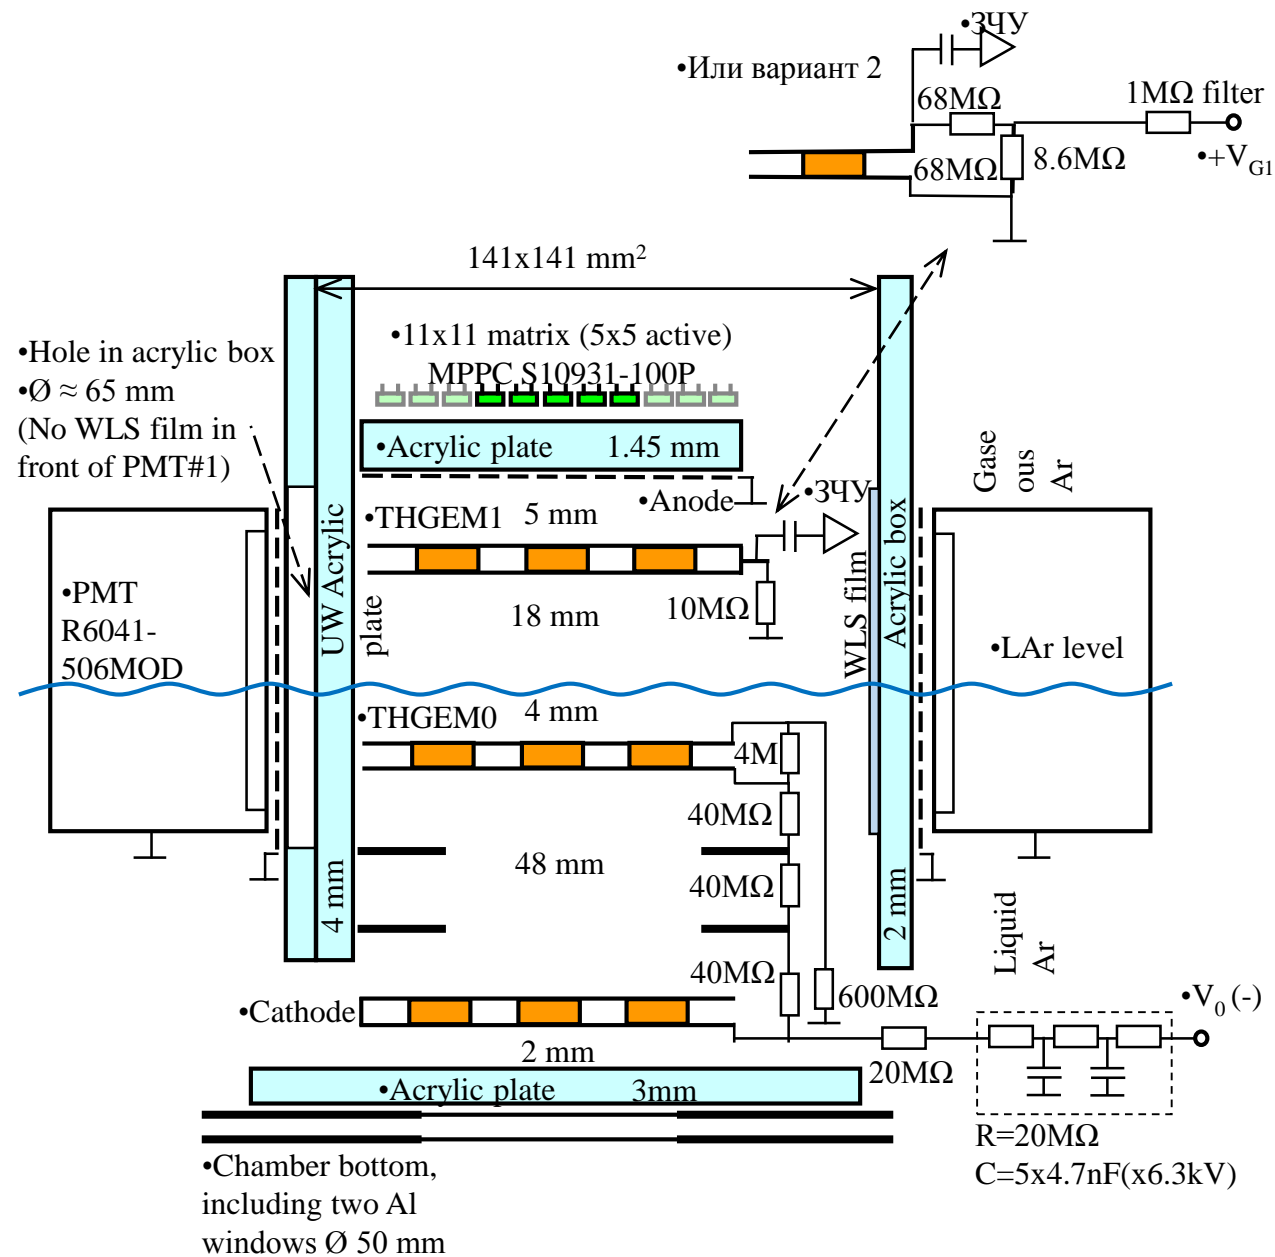 •ЗЧУ
•Или вариант 2
68MΩ
1MΩ filter
68MΩ
8.6MΩ
•+V_G1
141x141 mm²
•11x11 matrix (5x5 active)
MPPC S10931-100P
•Hole in acrylic box
•Ø ≈ 65 mm
(No WLS film in
front of PMT#1)
•Acrylic plate 1.45 mm
•Anode
•ЗЧУ
•THGEM1
5 mm
Gase
ous
Ar
•PMT
R6041-
506MOD
UW Acrylic
plate
18 mm
10MΩ
WLS film
Acrylic box
•LAr level
•THGEM0
4 mm
4M
40MΩ
48 mm
40MΩ
4 mm
2 mm
Liquid
Ar
40MΩ
600MΩ
•V₀ (-)
•Cathode
2 mm
20MΩ
•Acrylic plate 3mm
R=20MΩ
C=5x4.7nF(x6.3kV)
•Chamber bottom,
including two Al
windows Ø 50 mm